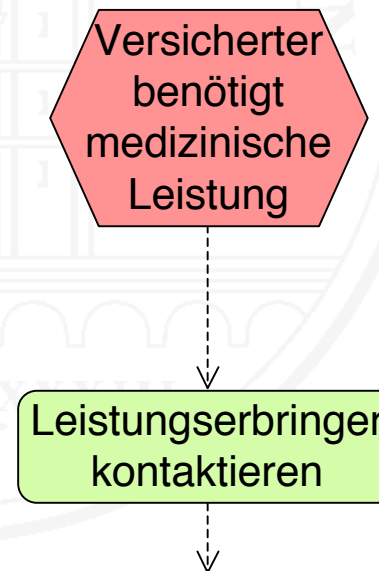 Versicherter
benötigt
medizinische
Leistung
Leistungserbringer
kontaktieren